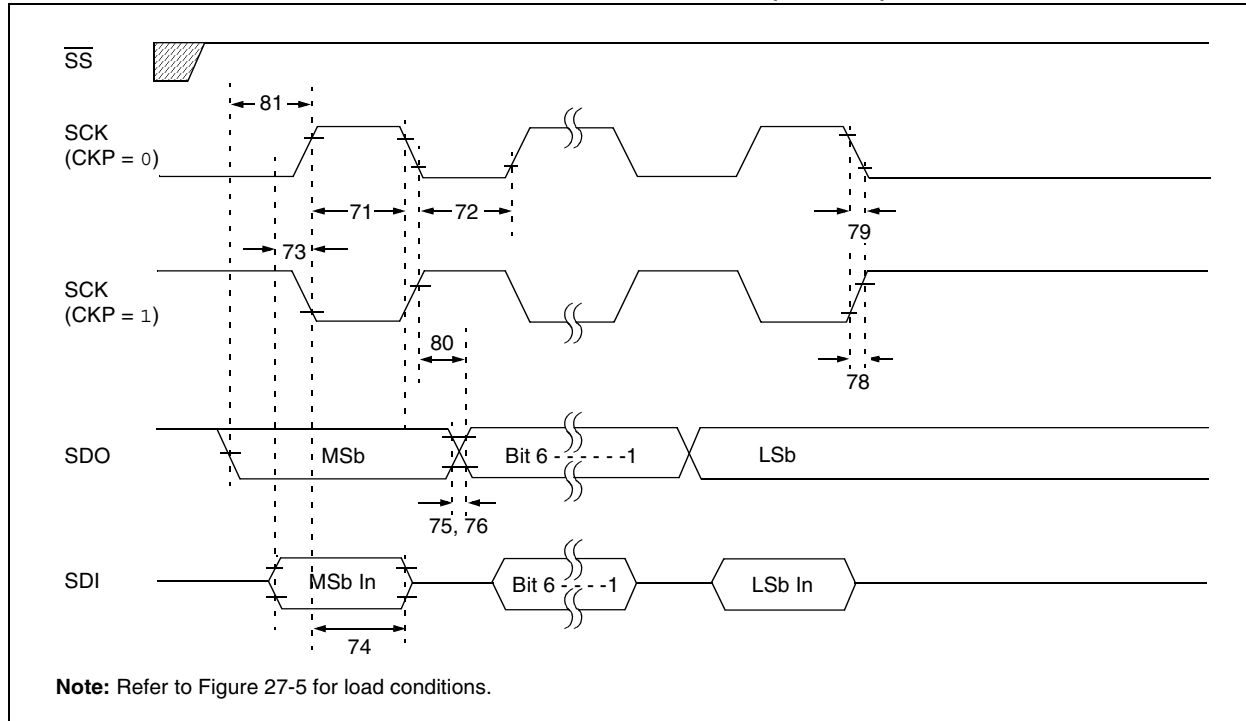 SS
81
SCK
(CKP = 0)
71
72
79
73
SCK
(CKP = 1)
80
78
SDO
MSb
Bit 6 - - - - - - -1
LSb
75, 76
SDI
MSb In
Bit 6 - - - - -1
LSb In
74
Note: Refer to Figure 27-5 for load conditions.